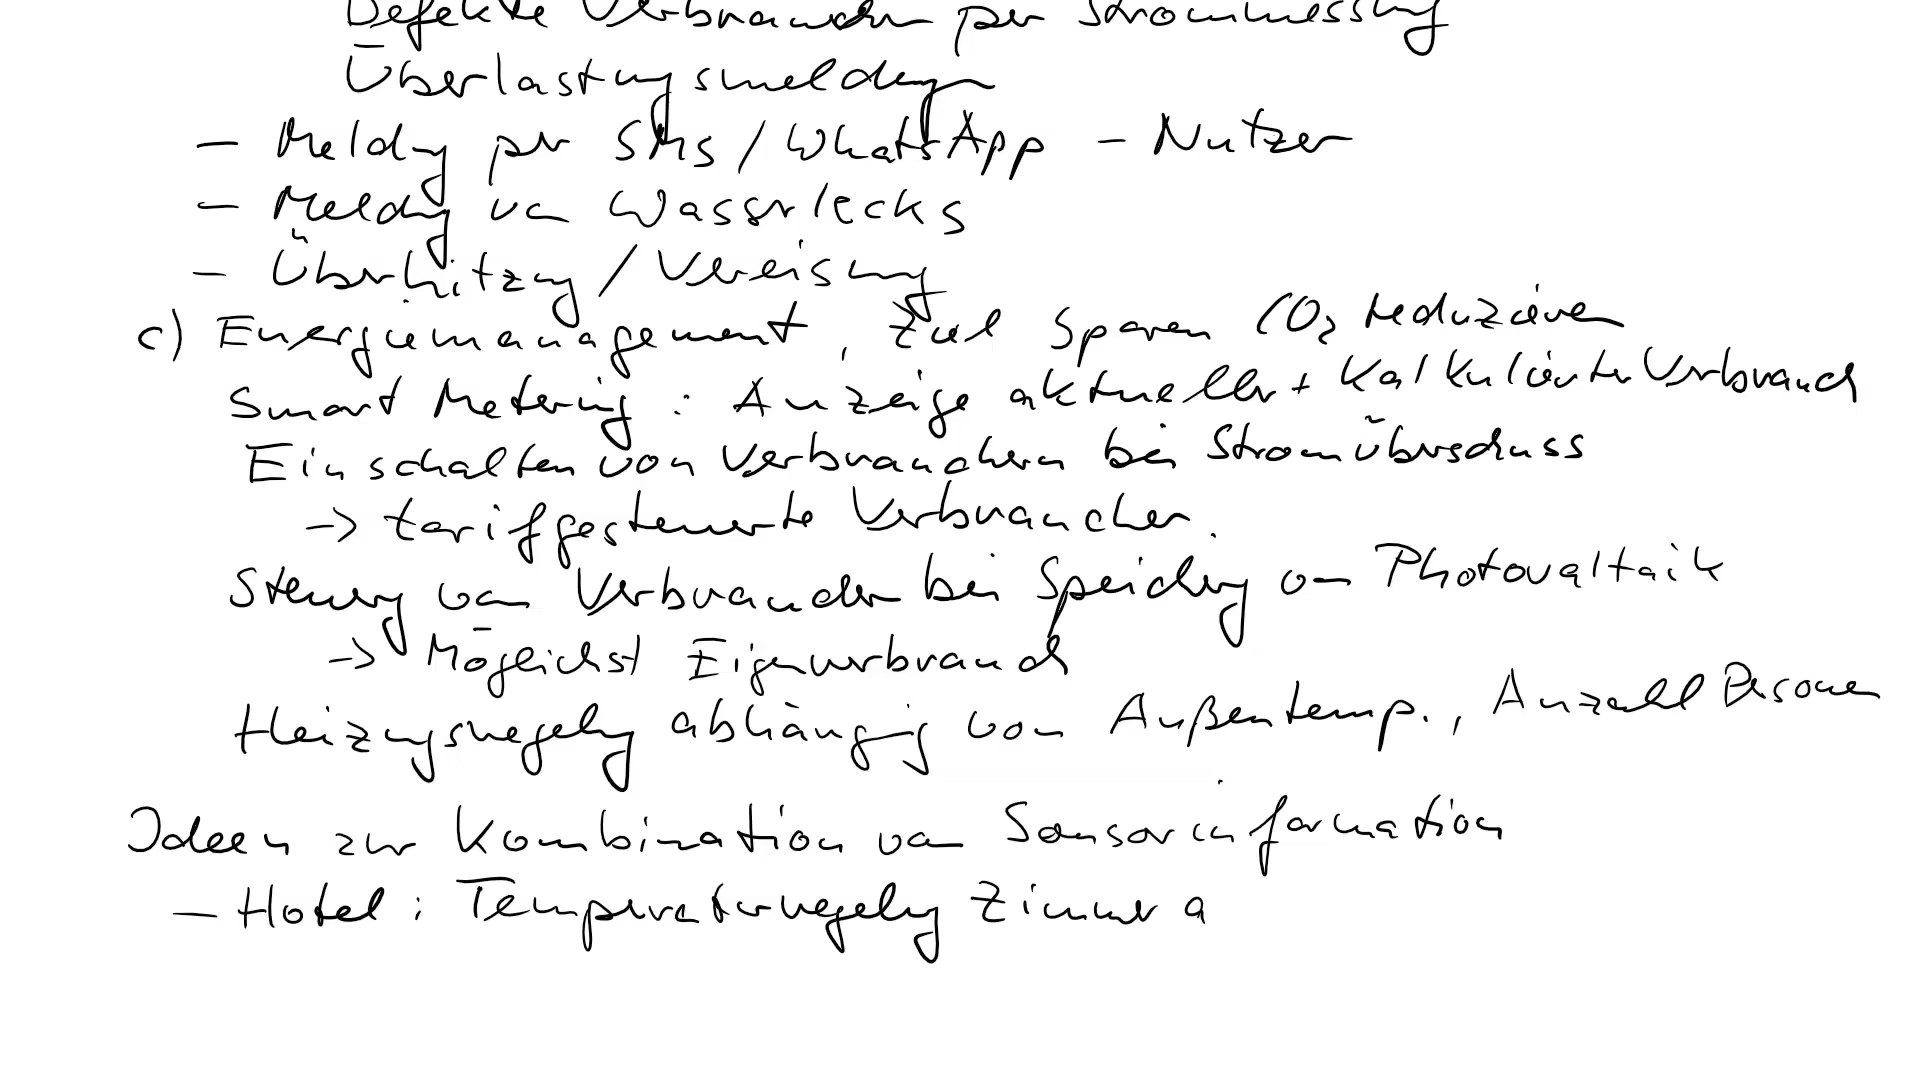 Defekte Verbraucher per Strommessung
Überlastungsmeldung
- Meldung per SMS / WhatsApp - Nutzer
- Meldung von Wasserlecks
- Überhitzung / Vereisung
c) Energiemanagement, Ziel Sparen CO2 reduzieren
Smart Metering : Anzeige aktueller + kalkulierter Verbrauch
Einschalten von Verbrauchern bei Stromüberschuss
-> tarifgesteuerte Verbraucher.
Steuerung von Verbrauchern bei Speicherung von Photovoltaik
-> Möglichst Eigenverbrauch
Heizungsregelung abhängig von Außentemp., Anzahl Personen
Ideen zur Kombination von Sensorinformation
- Hotel : Temperaturregelung Zimmer a